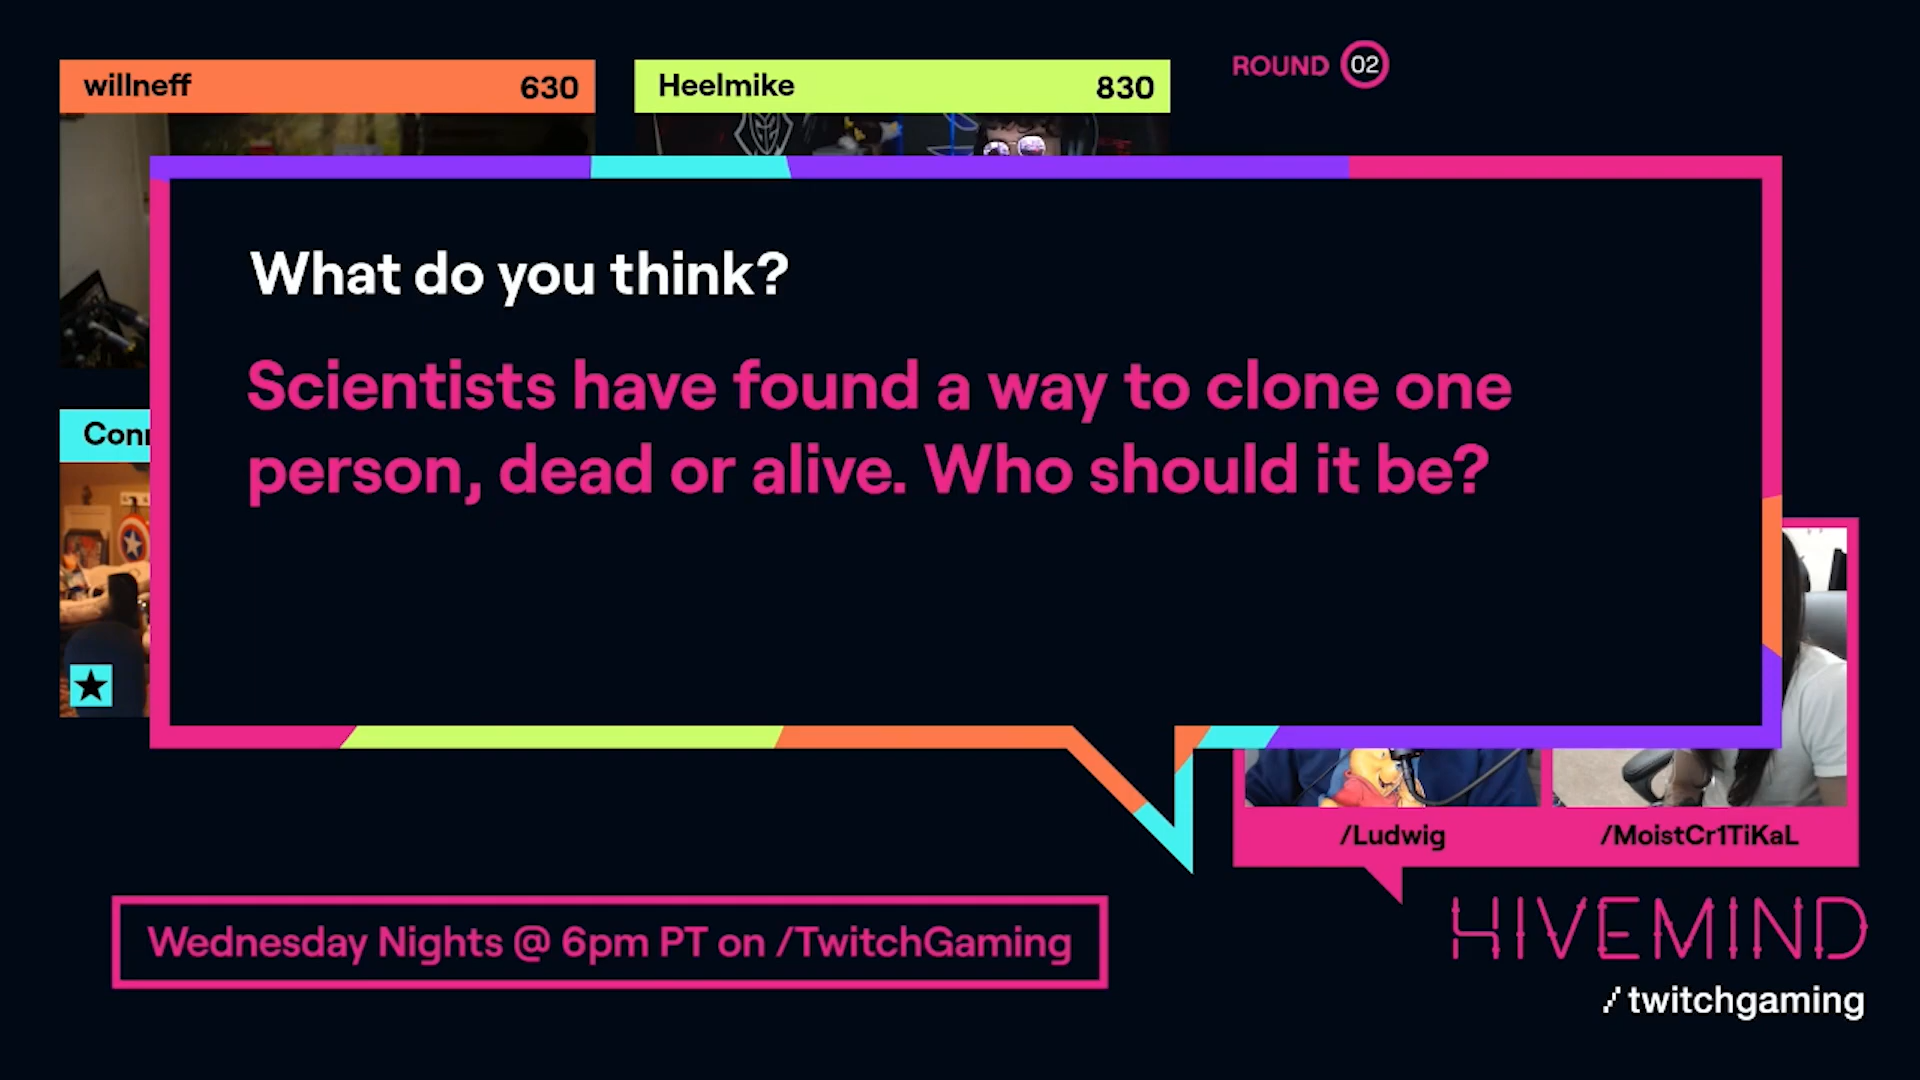 willneff 630
Heelmike 830
ROUND 02
What do you think?
Scientists have found a way to clone one
person, dead or alive. Who should it be?
/Ludwig
/MoistCr1TiKaL
Wednesday Nights @ 6pm PT on /TwitchGaming
HIVEMIND
/twitchgaming